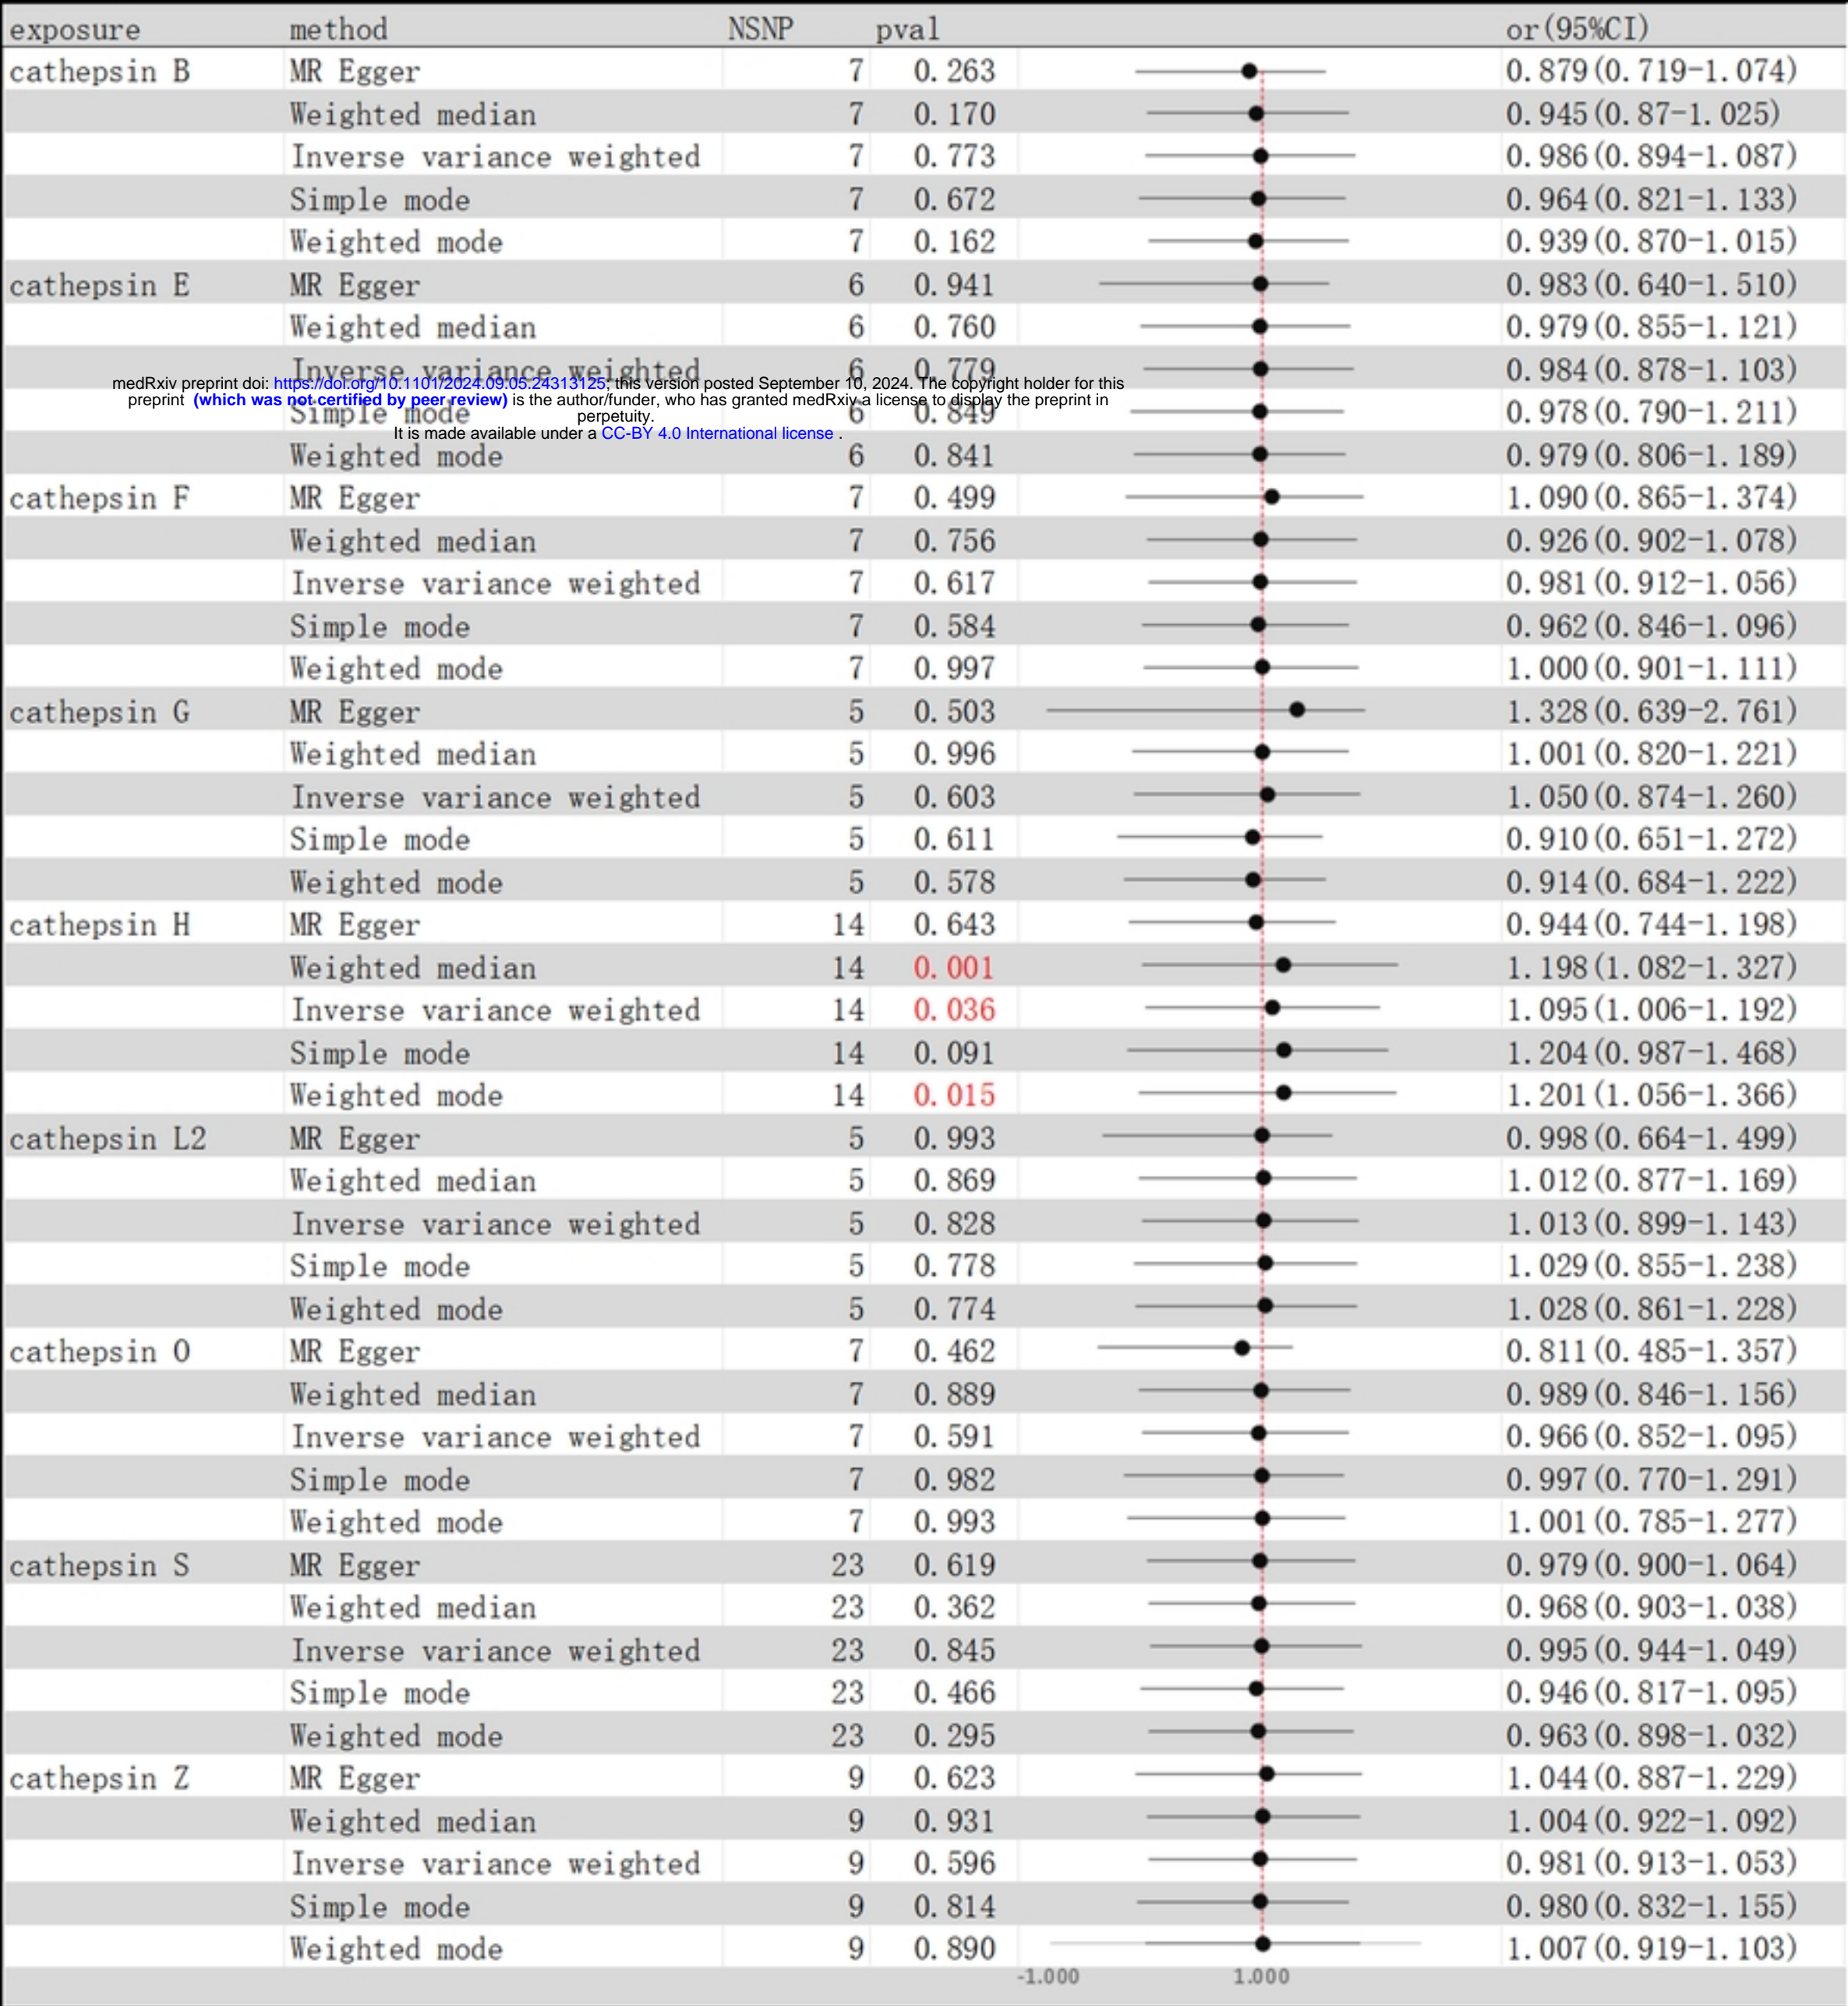 exposure method NSNP pval or(95%CI)
cathepsin B MR Egger 7 0.263 0.879(0.719-1.074)
Weighted median 7 0.170 0.945(0.87-1.025)
Inverse variance weighted 7 0.773 0.986(0.894-1.087)
Simple mode 7 0.672 0.964(0.821-1.133)
Weighted mode 7 0.162 0.939(0.870-1.015)
cathepsin E MR Egger 6 0.941 0.983(0.640-1.510)
Weighted median 6 0.760 0.979(0.855-1.121)
Inverse variance weighted 6 0.779 0.984(0.878-1.103)
medRxiv preprint doi: https://doi.org/10.1101/2024.09.05.24313125; this version posted September 10, 2024. The copyright holder for this
preprint (which was not certified by peer review) is the author/funder, who has granted medRxiv a license to display the preprint in
Simple mode 6 0.849 0.978(0.790-1.211)
perpetuity.
It is made available under a CC-BY 4.0 International license .
Weighted mode 6 0.841 0.979(0.806-1.189)
cathepsin F MR Egger 7 0.499 1.090(0.865-1.374)
Weighted median 7 0.756 0.926(0.902-1.078)
Inverse variance weighted 7 0.617 0.981(0.912-1.056)
Simple mode 7 0.584 0.962(0.846-1.096)
Weighted mode 7 0.997 1.000(0.901-1.111)
cathepsin G MR Egger 5 0.503 1.328(0.639-2.761)
Weighted median 5 0.996 1.001(0.820-1.221)
Inverse variance weighted 5 0.603 1.050(0.874-1.260)
Simple mode 5 0.611 0.910(0.651-1.272)
Weighted mode 5 0.578 0.914(0.684-1.222)
cathepsin H MR Egger 14 0.643 0.944(0.744-1.198)
Weighted median 14 0.001 1.198(1.082-1.327)
Inverse variance weighted 14 0.036 1.095(1.006-1.192)
Simple mode 14 0.091 1.204(0.987-1.468)
Weighted mode 14 0.015 1.201(1.056-1.366)
cathepsin L2 MR Egger 5 0.993 0.998(0.664-1.499)
Weighted median 5 0.869 1.012(0.877-1.169)
Inverse variance weighted 5 0.828 1.013(0.899-1.143)
Simple mode 5 0.778 1.029(0.855-1.238)
Weighted mode 5 0.774 1.028(0.861-1.228)
cathepsin O MR Egger 7 0.462 0.811(0.485-1.357)
Weighted median 7 0.889 0.989(0.846-1.156)
Inverse variance weighted 7 0.591 0.966(0.852-1.095)
Simple mode 7 0.982 0.997(0.770-1.291)
Weighted mode 7 0.993 1.001(0.785-1.277)
cathepsin S MR Egger 23 0.619 0.979(0.900-1.064)
Weighted median 23 0.362 0.968(0.903-1.038)
Inverse variance weighted 23 0.845 0.995(0.944-1.049)
Simple mode 23 0.466 0.946(0.817-1.095)
Weighted mode 23 0.295 0.963(0.898-1.032)
cathepsin Z MR Egger 9 0.623 1.044(0.887-1.229)
Weighted median 9 0.931 1.004(0.922-1.092)
Inverse variance weighted 9 0.596 0.981(0.913-1.053)
Simple mode 9 0.814 0.980(0.832-1.155)
Weighted mode 9 0.890 1.007(0.919-1.103)
-1.000 1.000